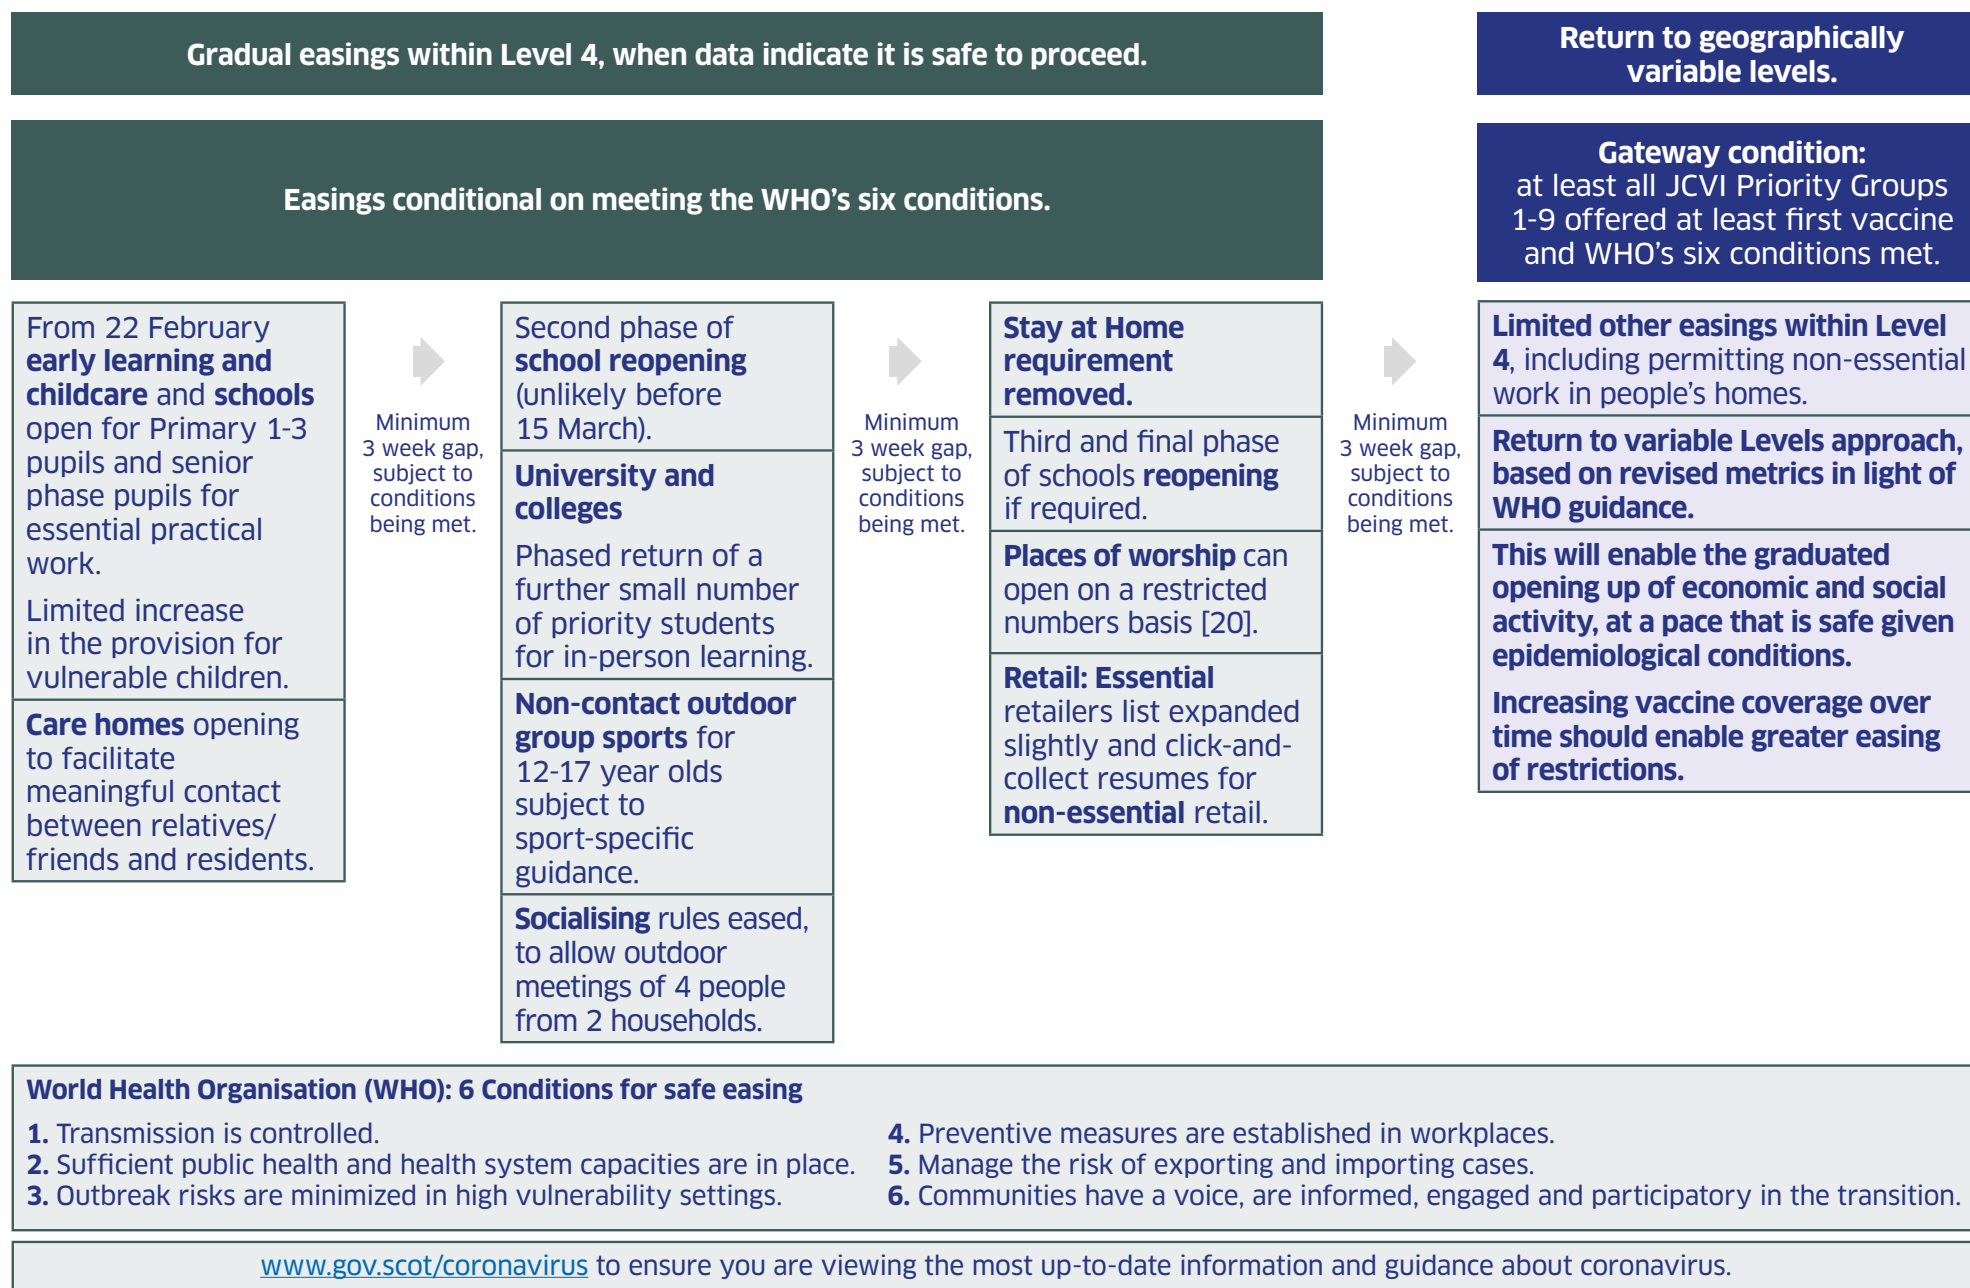 Gradual easings within Level 4, when data indicate it is safe to proceed.
Return to geographically
variable levels.
Easings conditional on meeting the WHO's six conditions.
Gateway condition:
at least all JCVI Priority Groups
1-9 offered at least first vaccine
and WHO's six conditions met.
From 22 February
early learning and
childcare and schools
open for Primary 1-3
pupils and senior
phase pupils for
essential practical
work.
Limited increase
in the provision for
vulnerable children.
Care homes opening
to facilitate
meaningful contact
between relatives/
friends and residents.
Minimum
3 week gap,
subject to
conditions
being met.
Second phase of
school reopening
(unlikely before
15 March).
University and
colleges
Phased return of a
further small number
of priority students
for in-person learning.
Non-contact outdoor
group sports for
12-17 year olds
subject to
sport-specific
guidance.
Socialising rules eased,
to allow outdoor
meetings of 4 people
from 2 households.
Minimum
3 week gap,
subject to
conditions
being met.
Stay at Home
requirement
removed.
Third and final phase
of schools reopening
if required.
Places of worship can
open on a restricted
numbers basis [20].
Retail: Essential
retailers list expanded
slightly and click-and-
collect resumes for
non-essential retail.
Minimum
3 week gap,
subject to
conditions
being met.
Limited other easings within Level
4, including permitting non-essential
work in people's homes.
Return to variable Levels approach,
based on revised metrics in light of
WHO guidance.
This will enable the graduated
opening up of economic and social
activity, at a pace that is safe given
epidemiological conditions.
Increasing vaccine coverage over
time should enable greater easing
of restrictions.
World Health Organisation (WHO): 6 Conditions for safe easing
1. Transmission is controlled.
2. Sufficient public health and health system capacities are in place.
3. Outbreak risks are minimized in high vulnerability settings.
4. Preventive measures are established in workplaces.
5. Manage the risk of exporting and importing cases.
6. Communities have a voice, are informed, engaged and participatory in the transition.
www.gov.scot/coronavirus to ensure you are viewing the most up-to-date information and guidance about coronavirus.